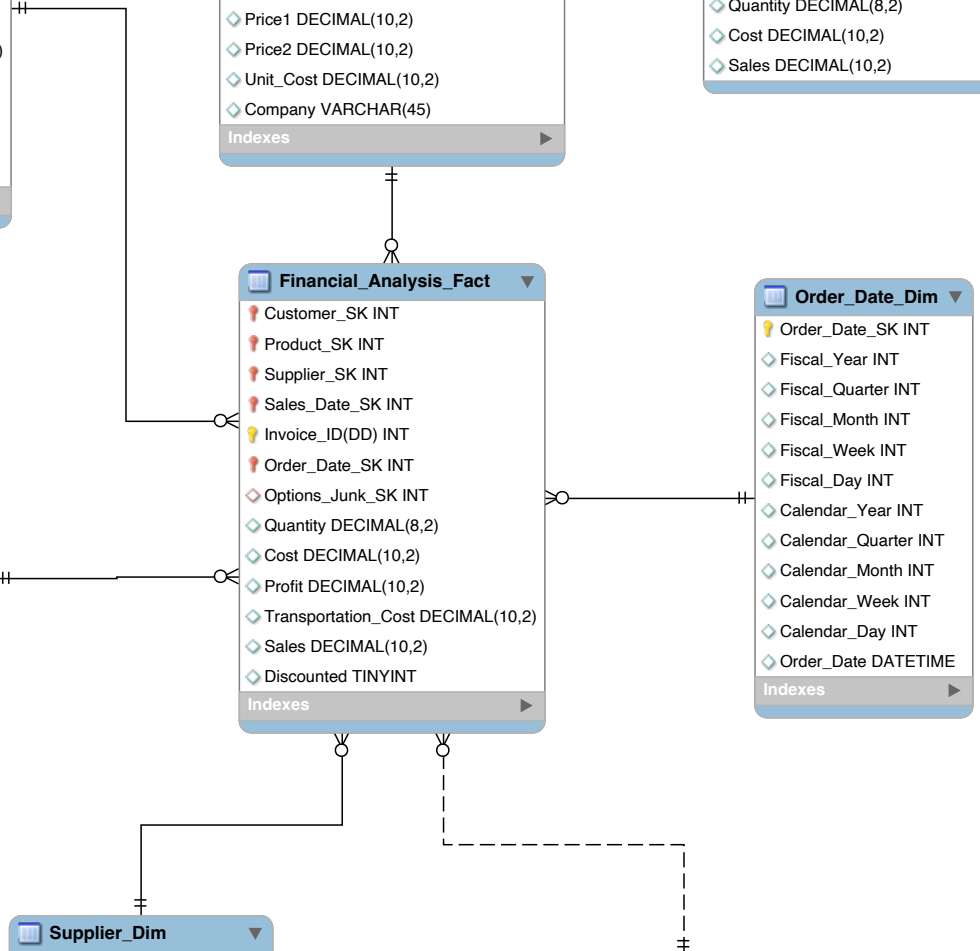 Price1 DECIMAL(10,2)
Price2 DECIMAL(10,2)
Unit_Cost DECIMAL(10,2)
Company VARCHAR(45)
Indexes
Quantity DECIMAL(8,2)
Cost DECIMAL(10,2)
Sales DECIMAL(10,2)
)
Financial_Analysis_Fact
Customer_SK INT
Product_SK INT
Supplier_SK INT
Sales_Date_SK INT
Invoice_ID(DD) INT
Order_Date_SK INT
Options_Junk_SK INT
Quantity DECIMAL(8,2)
Cost DECIMAL(10,2)
Profit DECIMAL(10,2)
Transportation_Cost DECIMAL(10,2)
Sales DECIMAL(10,2)
Discounted TINYINT
Indexes
Order_Date_Dim
Order_Date_SK INT
Fiscal_Year INT
Fiscal_Quarter INT
Fiscal_Month INT
Fiscal_Week INT
Fiscal_Day INT
Calendar_Year INT
Calendar_Quarter INT
Calendar_Month INT
Calendar_Week INT
Calendar_Day INT
Order_Date DATETIME
Indexes
Supplier_Dim